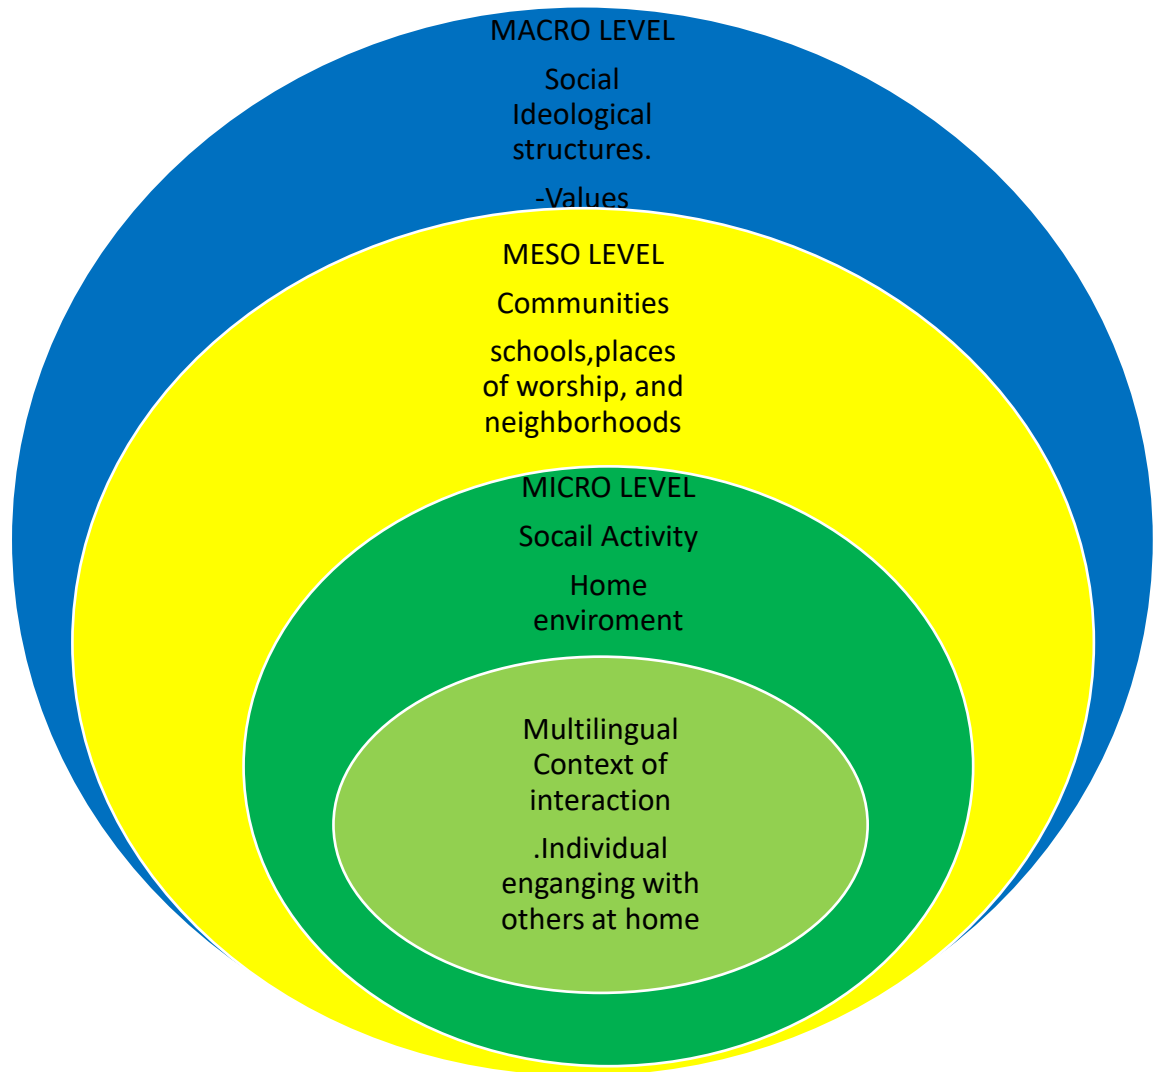 MACRO LEVEL
Social
Ideological
structures.
-Values
MESO LEVEL
Communities
schools,places
of worship, and
neighborhoods
MICRO LEVEL
Socail Activity
Home
enviroment
Multilingual
Context of
interaction
.Individual
enganging with
others at home